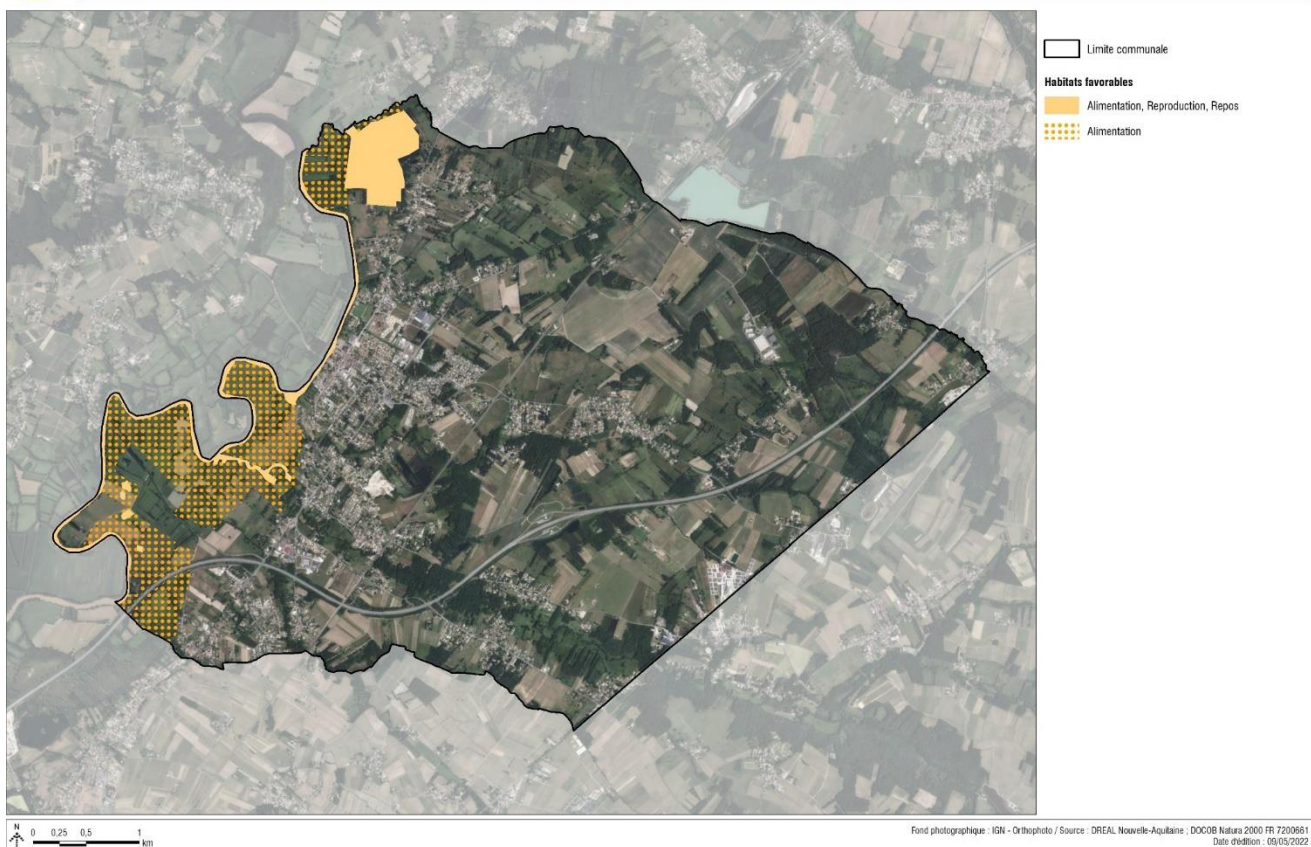 Limite communale
Habitats favorables
Alimentation, Reproduction, Repos
Alimentation
N
0 0,25 0,5 1
km
Fond photographique : IGN - Orthophoto / Source : DREAL Nouvelle-Aquitaine ; DOCOB Natura 2000 FR 7200661
Date d'édition : 09/05/2022